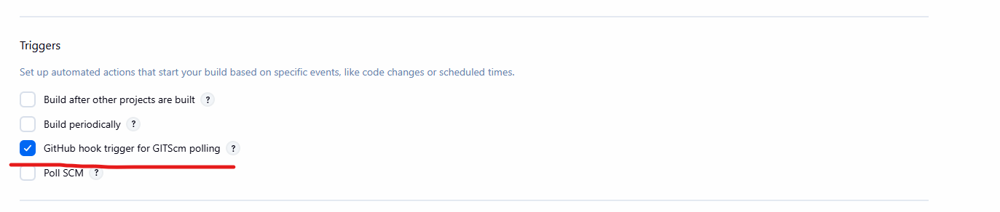 Triggers
Set up automated actions that start your build based on specific events, like code changes or scheduled times.
Build after other projects are built ?
Build periodically ?
GitHub hook trigger for GITScm polling ?
Poll SCM ?